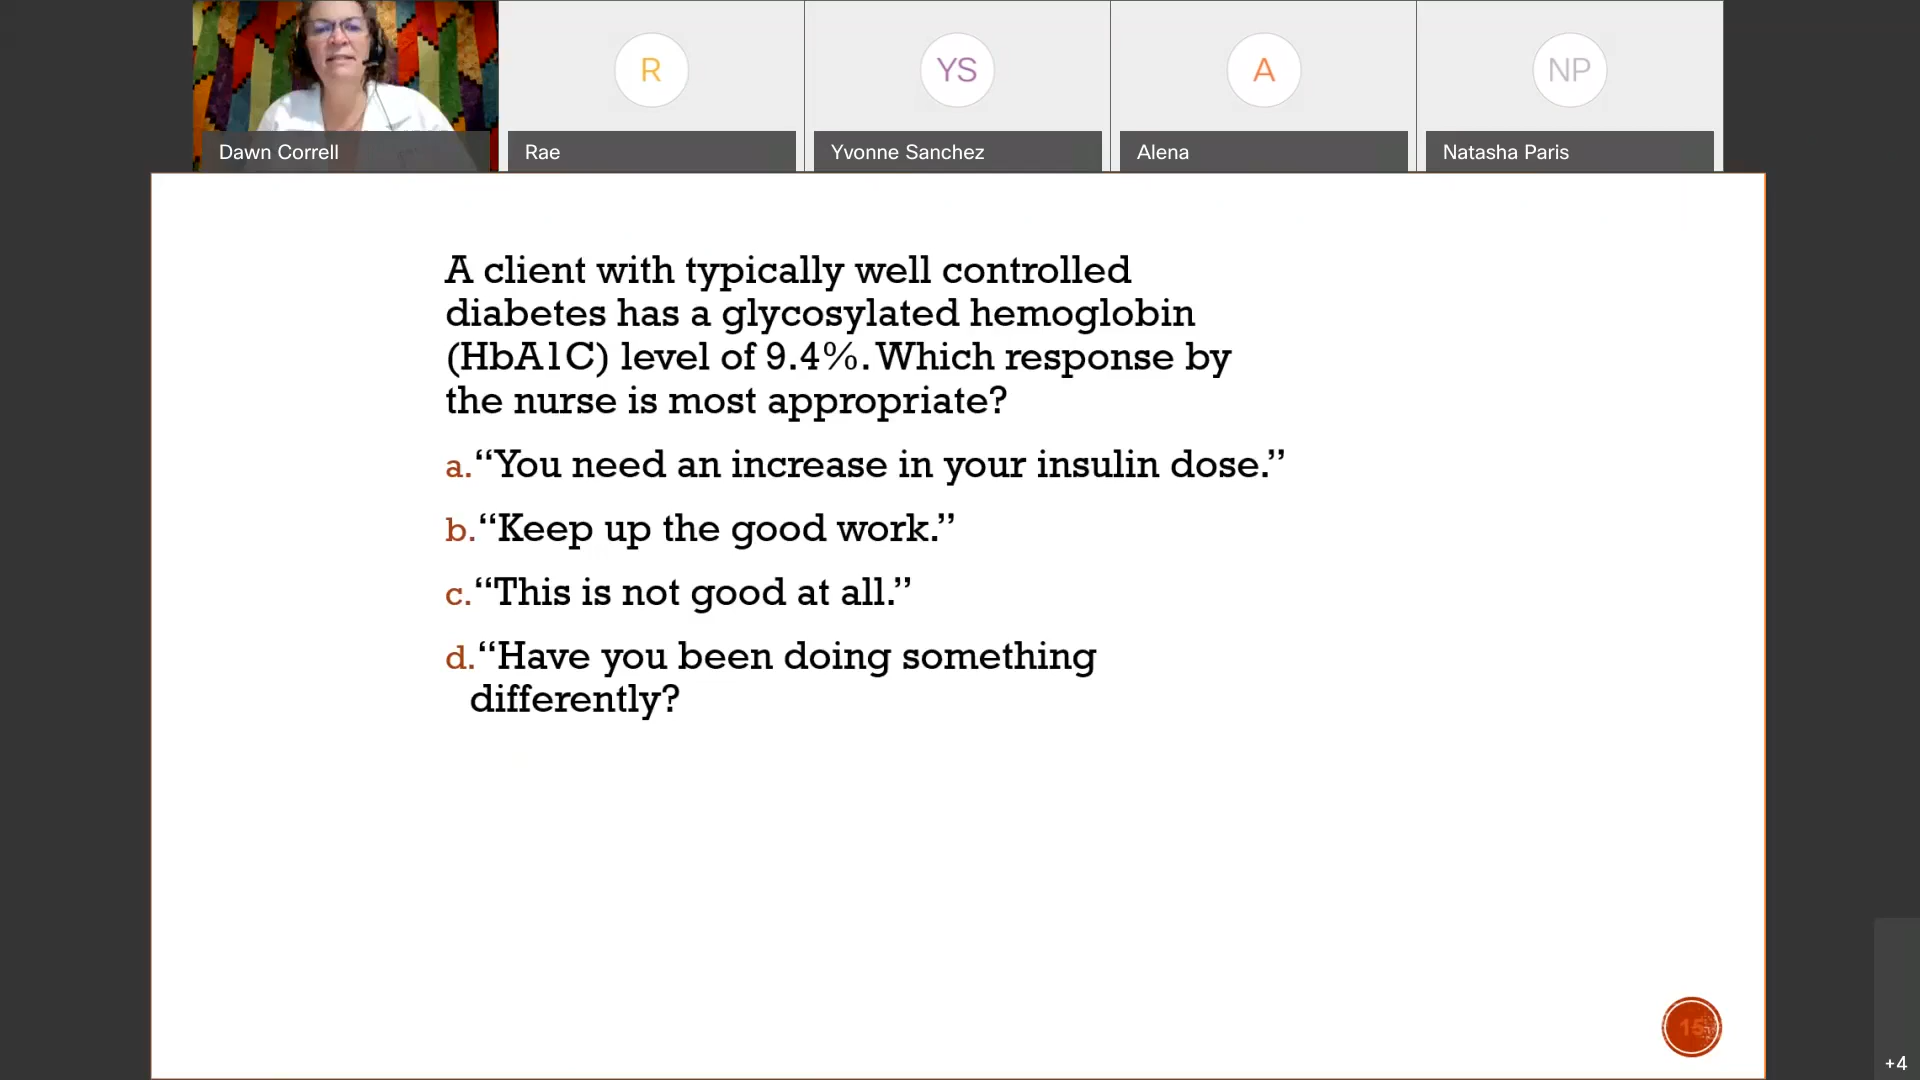 R
YS
A
NP
Dawn Correll
Rae
Yvonne Sanchez
Alena
Natasha Paris
A client with typically well controlled
diabetes has a glycosylated hemoglobin
(HbA1C) level of 9.4%. Which response by
the nurse is most appropriate?
a. “You need an increase in your insulin dose.”
b. “Keep up the good work.”
c. “This is not good at all.”
d. “Have you been doing something
differently?
15
+4